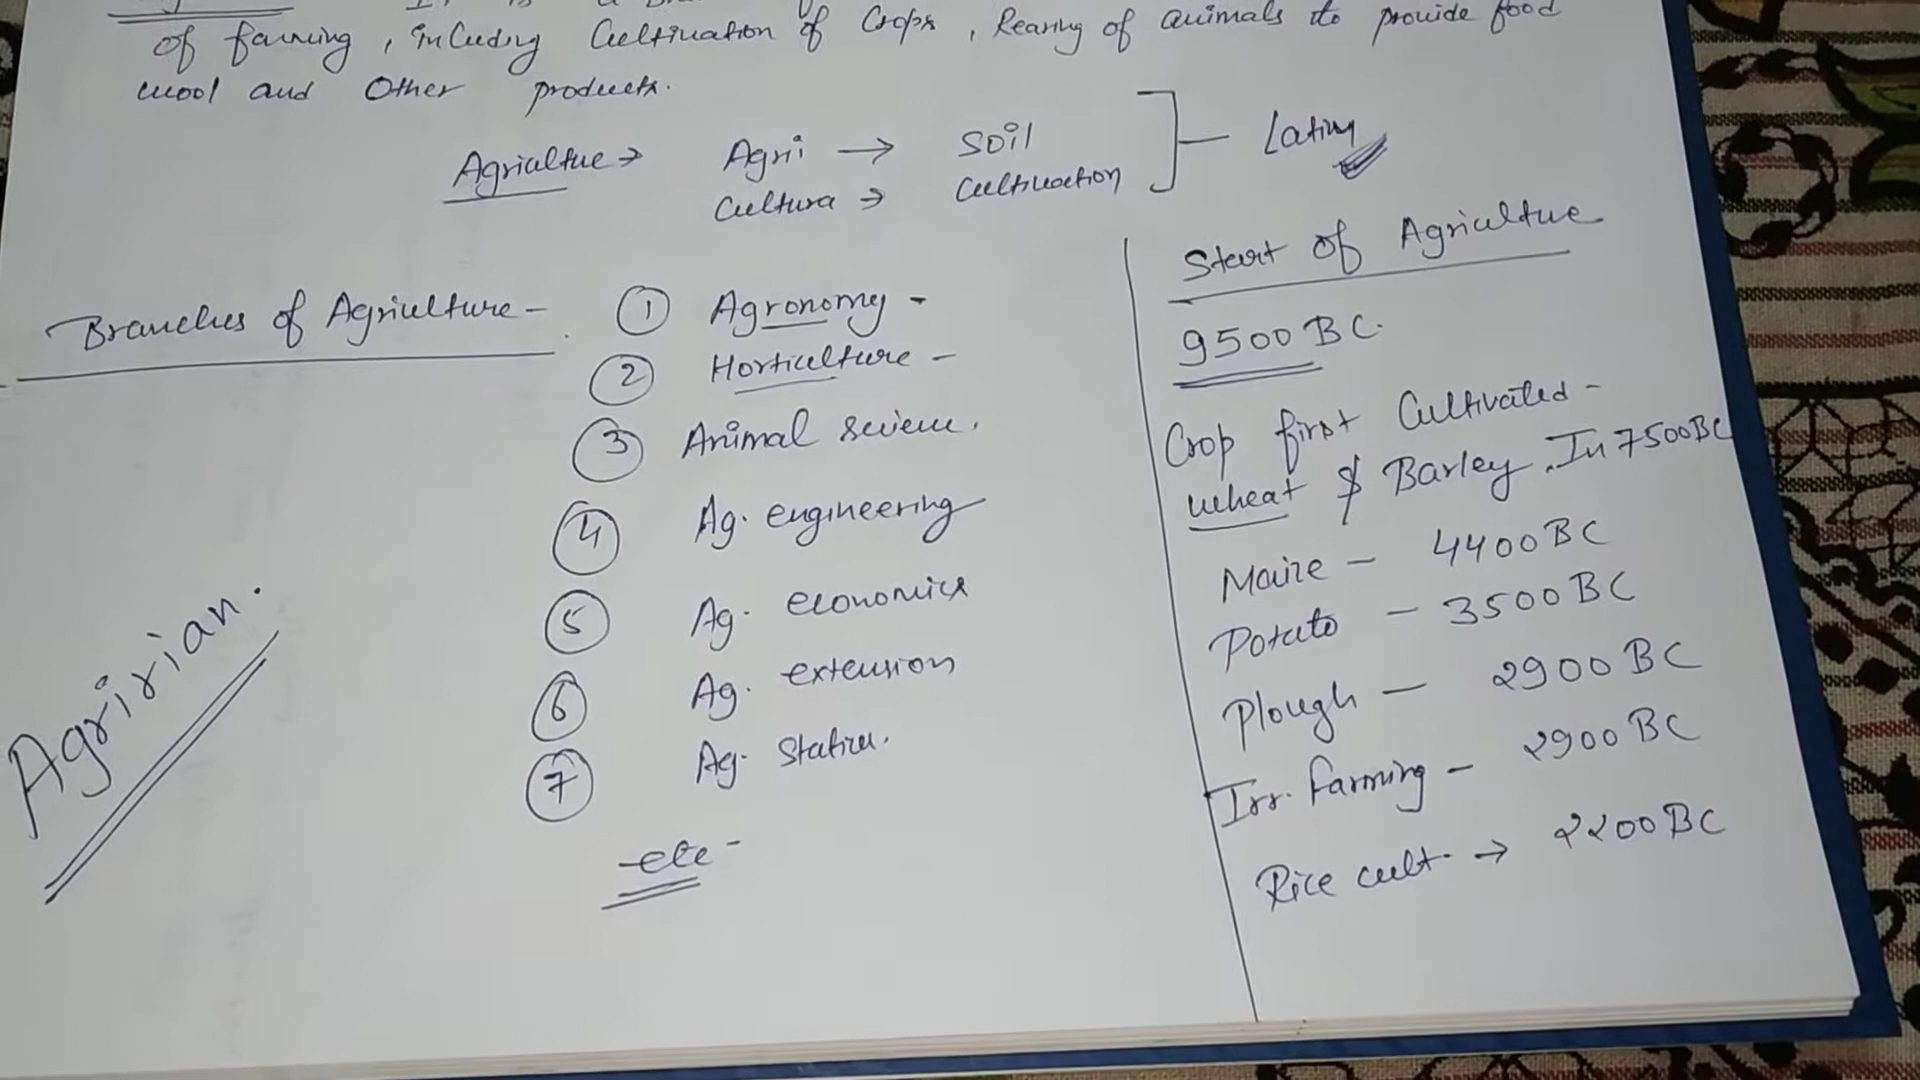 of farming, including Cultivation of Crops, Rearing of animals to provide food
wool and Other products.
Agriculture → Agri → Soil
Cultura → Cultivation
Latin
Branches of Agriculture -
① Agronomy -
② Horticulture -
③ Animal science.
④ Ag. engineering
⑤ Ag. economics
⑥ Ag. extension
⑦ Ag.
-etc-
Agririan.
Start of Agriculture
9500 BC.
Crop first Cultivated -
wheat & Barley. In 7500 BC
Maize - 4400 BC
Potato - 3500 BC
Plough - 2900 BC
Irr. farming - 2900 BC
Rice cult. → 2200 BC